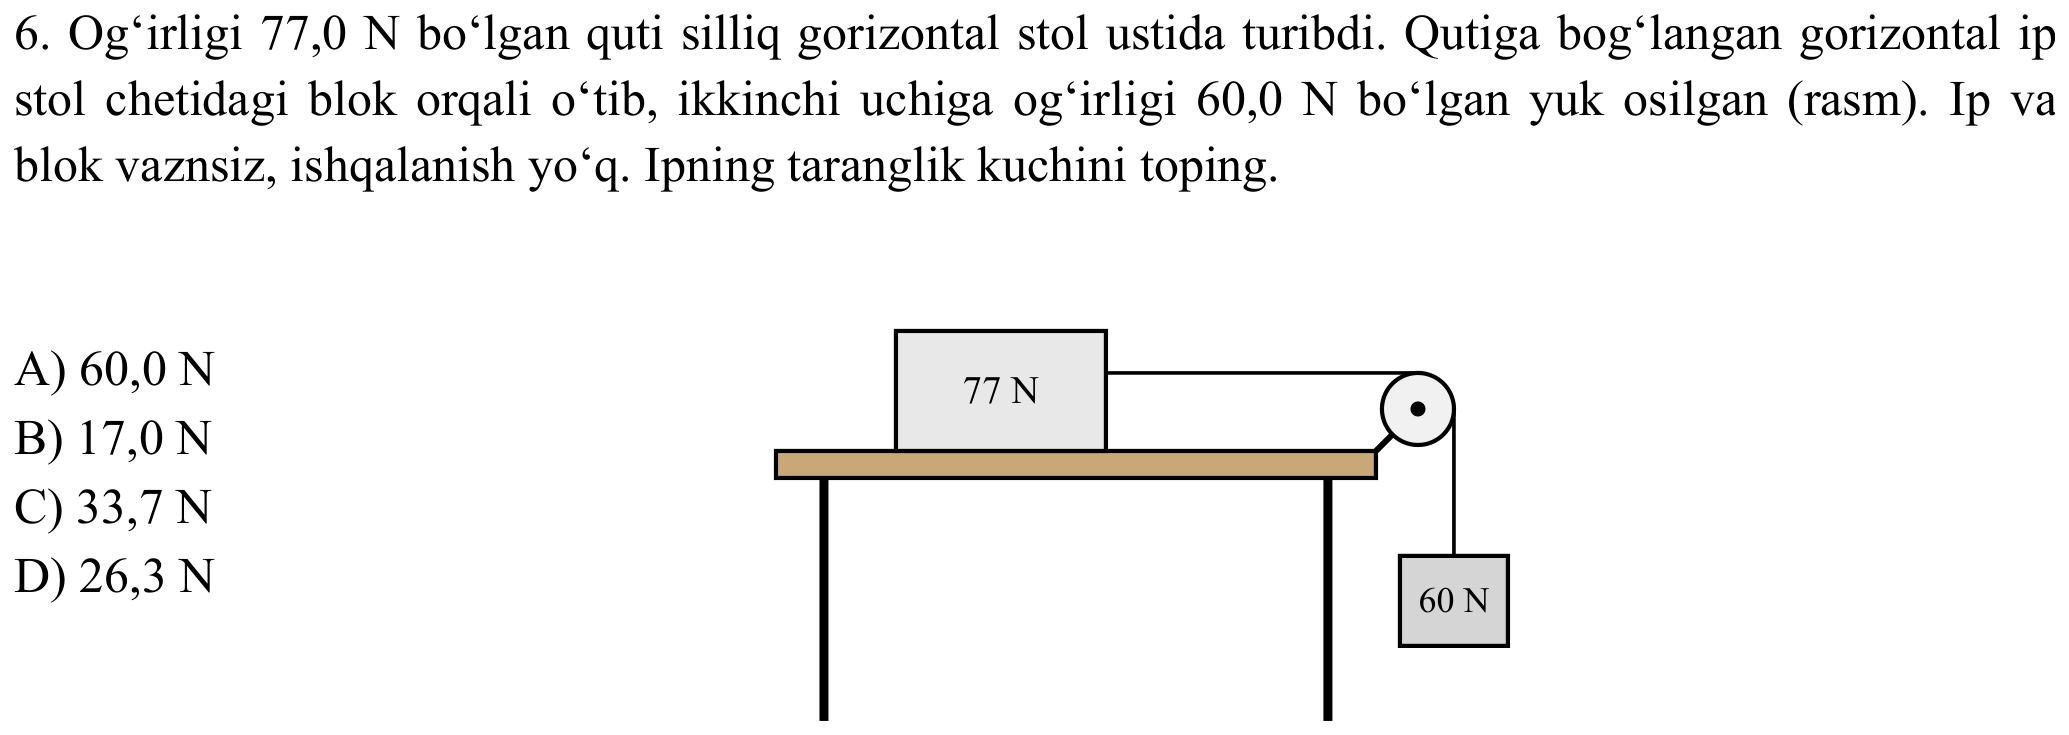 6. Og‘irligi 77,0 N bo‘lgan quti silliq gorizontal stol ustida turibdi. Qutiga bog‘langan gorizontal ip
stol chetidagi blok orqali o‘tib, ikkinchi uchiga og‘irligi 60,0 N bo‘lgan yuk osilgan (rasm). Ip va
blok vaznsiz, ishqalanish yo‘q. Ipning taranglik kuchini toping.
A) 60,0 N
B) 17,0 N
C) 33,7 N
D) 26,3 N
77 N
60 N